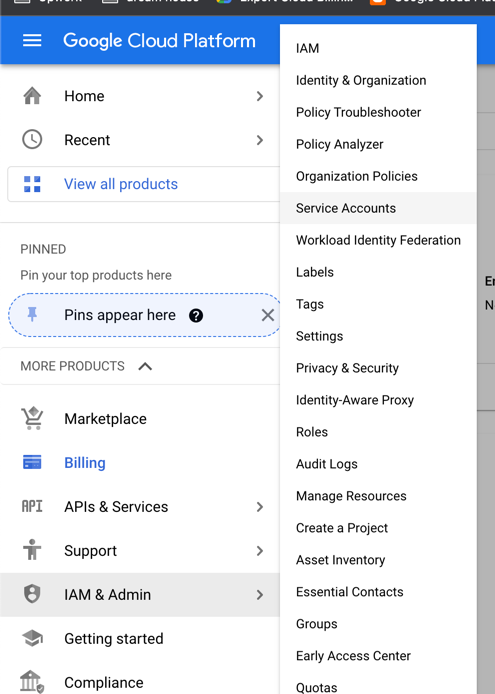 Google Cloud Platform
Home
Recent
View all products
PINNED
Pin your top products here
Pins appear here
MORE PRODUCTS
Marketplace
Billing
API APIs & Services
Support
IAM & Admin
Getting started
Compliance
IAM
Identity & Organization
Policy Troubleshooter
Policy Analyzer
Organization Policies
Service Accounts
Workload Identity Federation
Labels
Tags
Settings
Privacy & Security
Identity-Aware Proxy
Roles
Audit Logs
Manage Resources
Create a Project
Asset Inventory
Essential Contacts
Groups
Early Access Center
Quotas